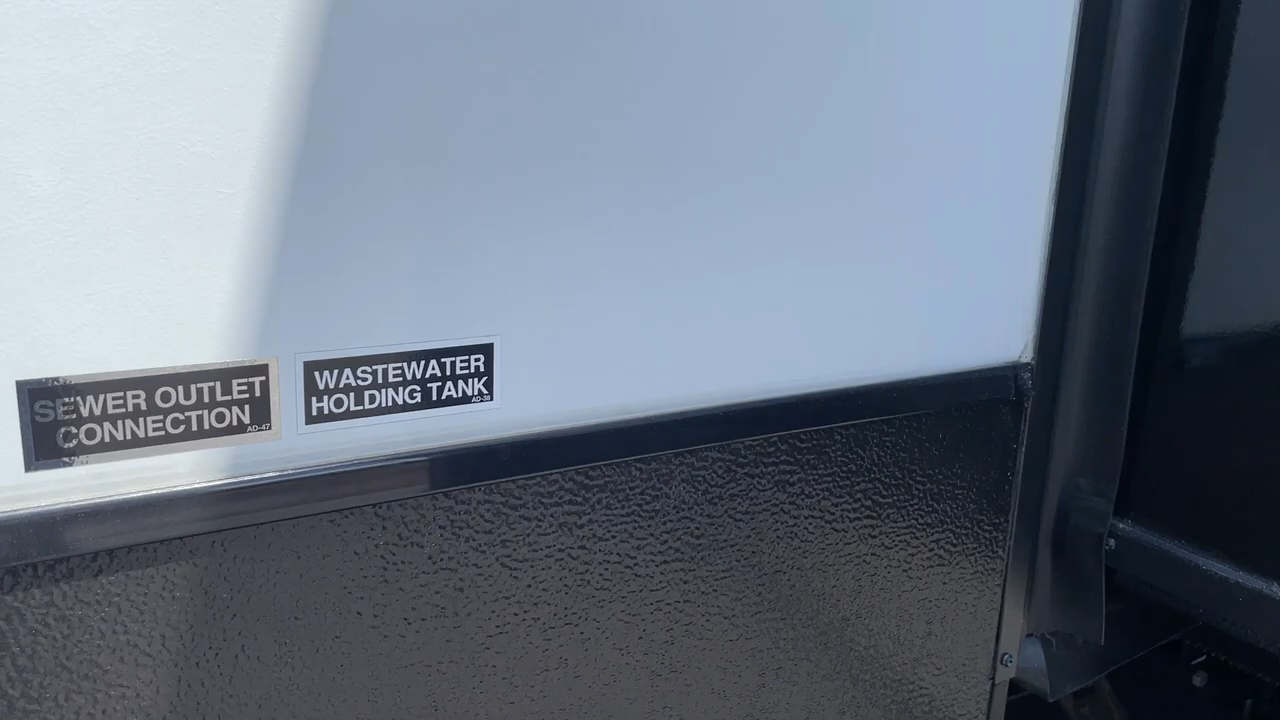 SEWER OUTLET
CONNECTION
AD-47
WASTEWATER
HOLDING TANK
AD-38